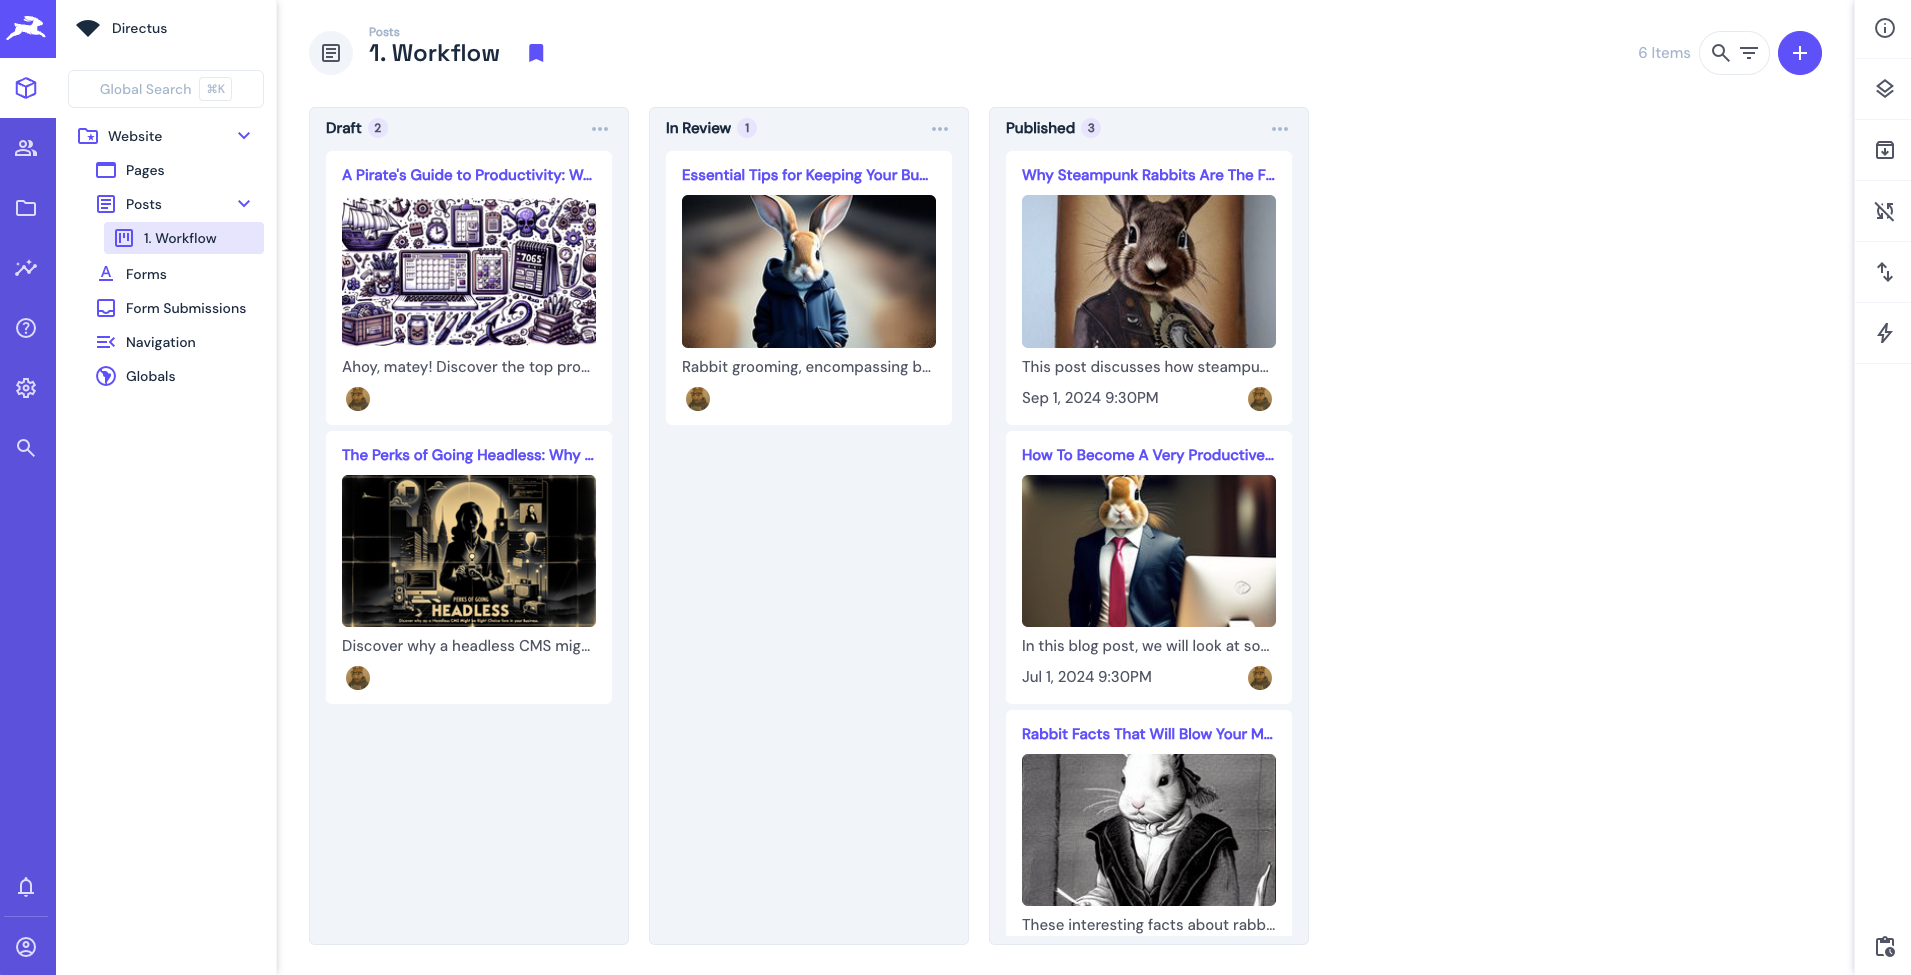 Directus
Global Search ⌘K
Website
Pages
Posts
1. Workflow
Forms
Form Submissions
Navigation
Globals
Posts
1. Workflow
6 Items
Draft 2
A Pirate's Guide to Productivity: W...
7065
Ahoy, matey! Discover the top pro...
The Perks of Going Headless: Why ...
PERKS OF GOING
HEADLESS
Discover why a headless CMS mig...
In Review 1
Essential Tips for Keeping Your Bu...
Rabbit grooming, encompassing b...
Published 3
Why Steampunk Rabbits Are The F...
This post discusses how steampu...
Sep 1, 2024 9:30PM
How To Become A Very Productive...
In this blog post, we will look at so...
Jul 1, 2024 9:30PM
Rabbit Facts That Will Blow Your M...
These interesting facts about rabb...